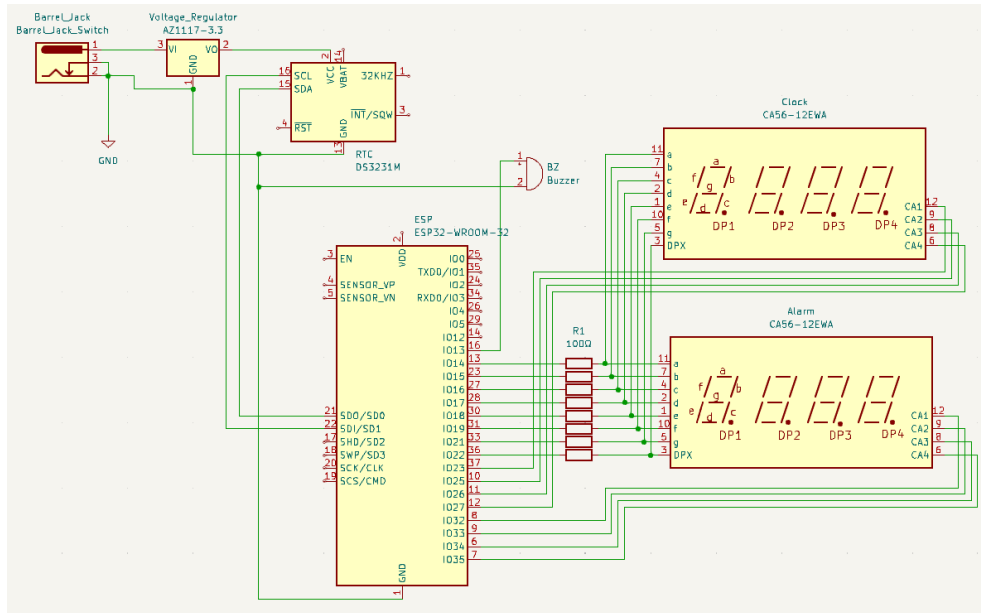 Barrel_Jack
Barrel_Jack_Switch
1
3
2
GND
Voltage_Regulator
AZ1117-3.3
3 VI VO 2
GND
1
16 SCL
15 SDA
2 VCC
14 VBAT
32KHZ 1
INT/SQW 3
4 RST
GND
13
RTC
DS3231M
1
2
BZ
Buzzer
Clock
CA56-12EWA
11 a
7 b
4 c
2 d
1 e
10 f
5 g
3 DPX
a
f b
g
e d c
DP1 DP2 DP3 DP4
CA1 12
CA2 9
CA3 8
CA4 6
ESP
ESP32-WROOM-32
2
VDD
3 EN
4 SENSOR_VP
5 SENSOR_VN
21 SDO/SD0
22 SDI/SD1
17 SHD/SD2
18 SWP/SD3
20 SCK/CLK
19 SCS/CMD
IO0 25
TXD0/IO1 35
IO2 24
RXD0/IO3 34
IO4 26
IO5 29
IO12 14
IO13 16
IO14 13
IO15 23
IO16 27
IO17 28
IO18 30
IO19 31
IO21 33
IO22 36
IO23 37
IO25 10
IO26 11
IO27 12
IO32 8
IO33 9
IO34 6
IO35 7
GND
1
R1
100Ω
Alarm
CA56-12EWA
11 a
7 b
4 c
2 d
1 e
10 f
5 g
3 DPX
a
f b
g
e d c
DP1 DP2 DP3 DP4
CA1 12
CA2 9
CA3 8
CA4 6